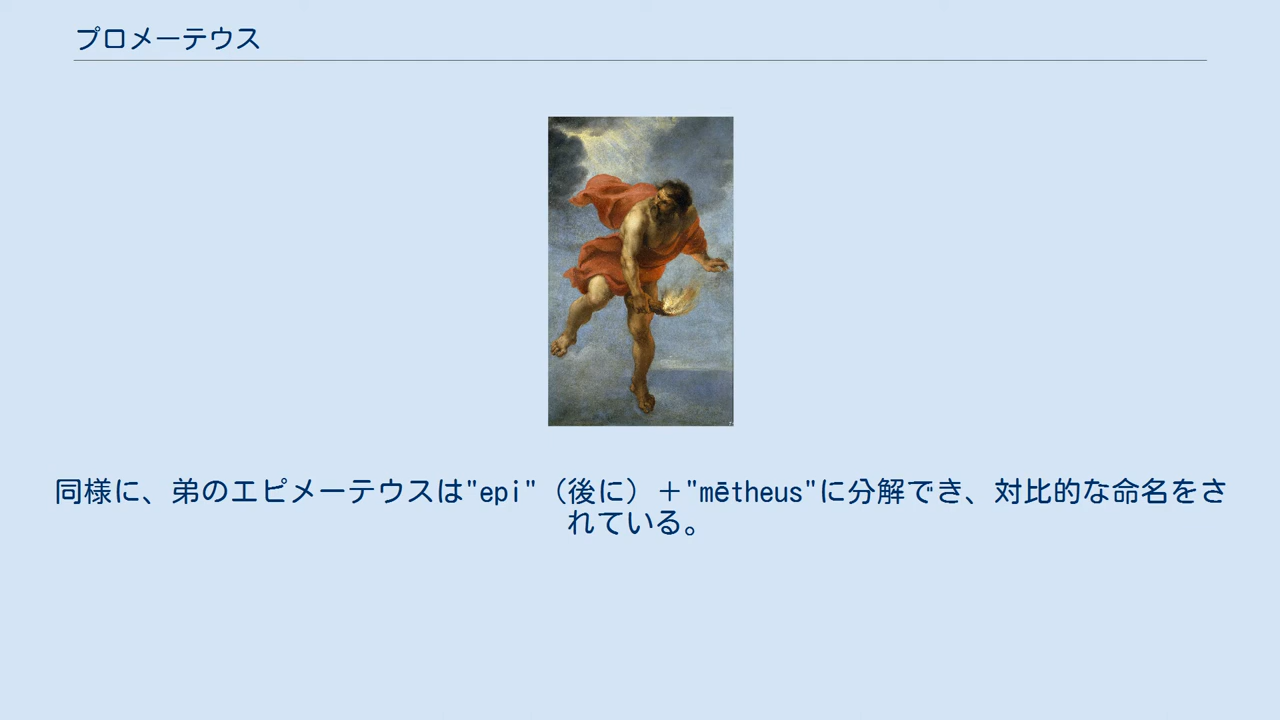 プロメーテウス
同様に、弟のエピメーテウスは"epi"（後に）＋"mētheus"に分解でき、対比的な命名をさ
れている。